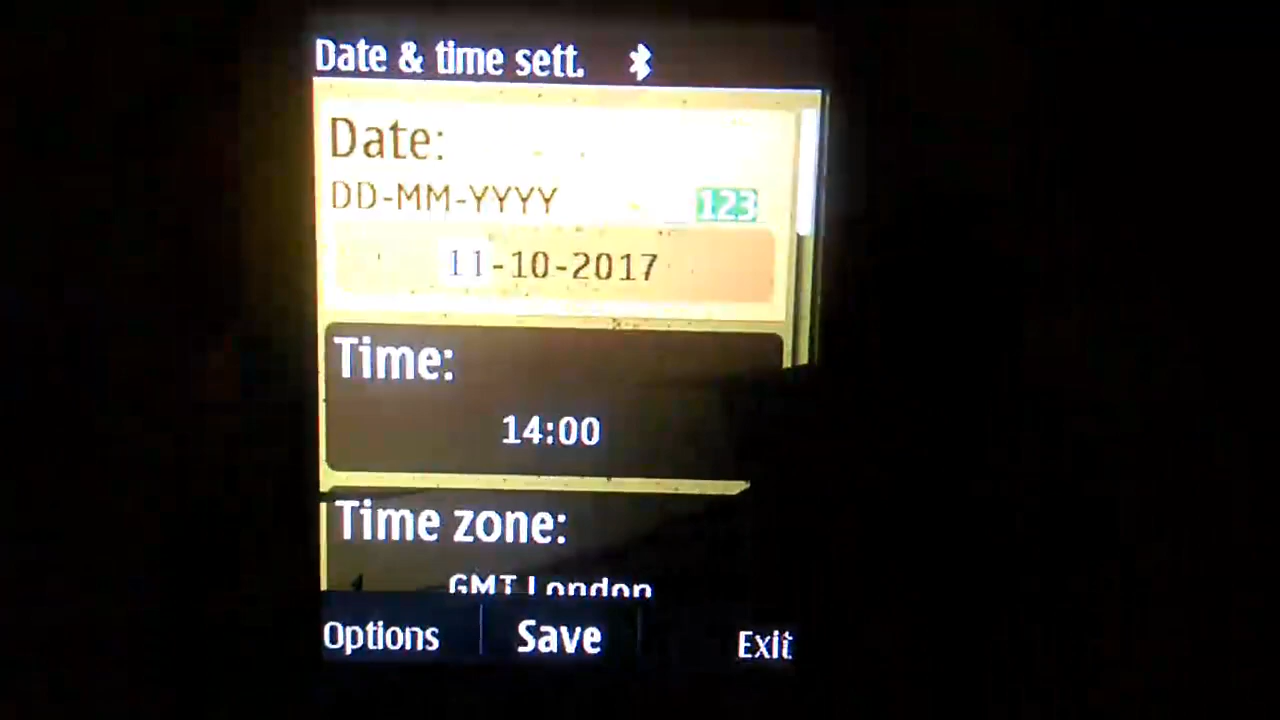 Date & time sett.
Date:
DD-MM-YYYY
123
11-10-2017
Time:
14:00
Time zone:
GMT London
Options
Save
Exit